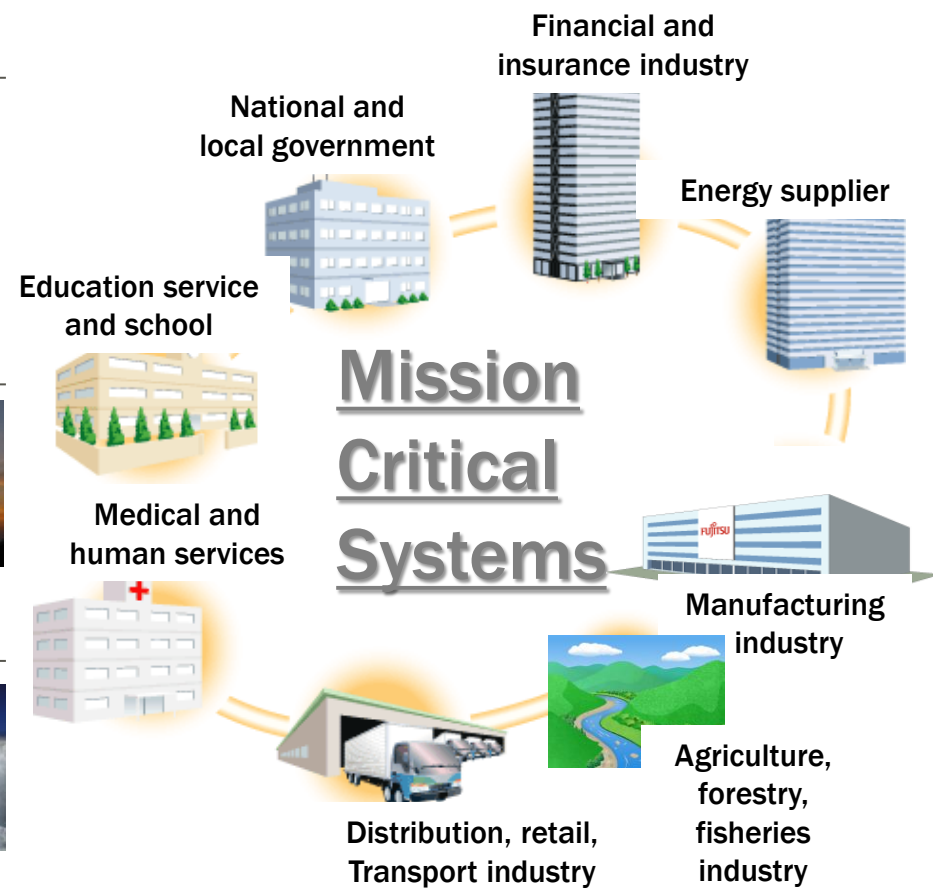 Financial and
insurance industry
National and
local government
Energy supplier
Education service
and school
Mission
Critical
Systems
Medical and
human services
FUJITSU
Manufacturing
industry
Agriculture,
forestry,
fisheries
industry
Distribution, retail,
Transport industry